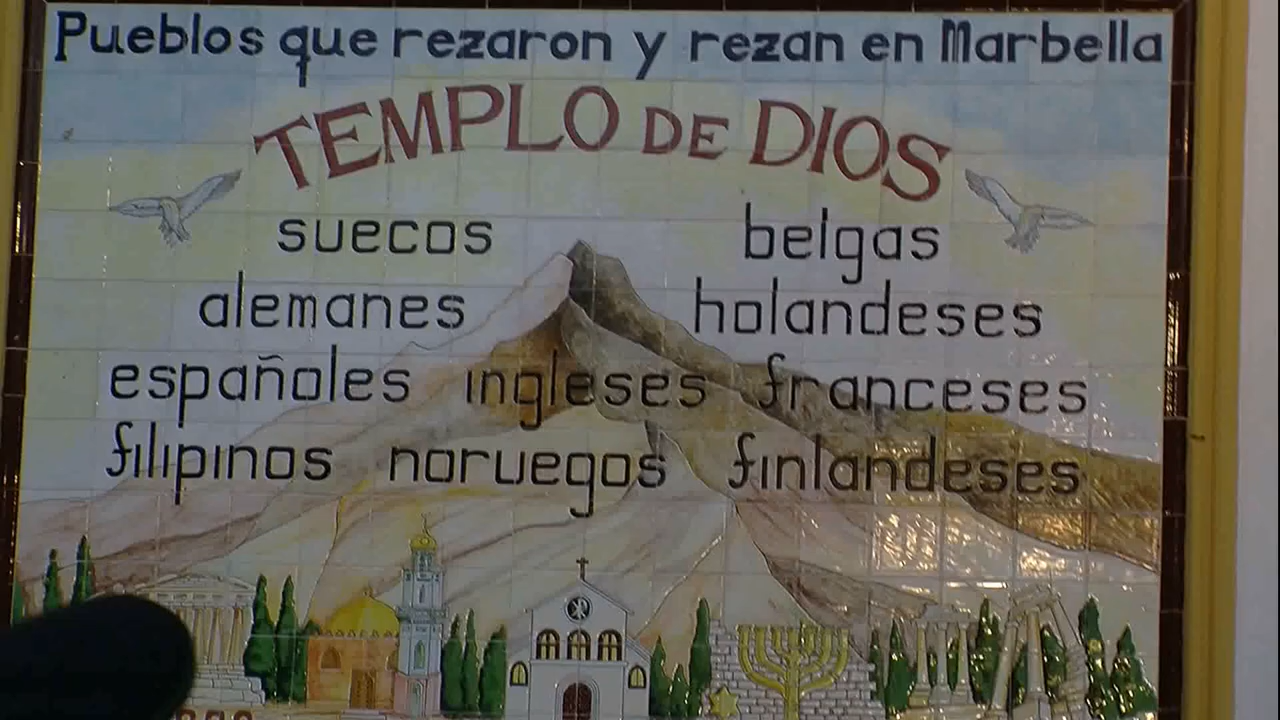 Pueblos que rezaron y rezan en Marbella
TEMPLO DE DIOS
suecos belgas
alemanes holandeses
españoles ingleses franceses
filipinos noruegos finlandeses